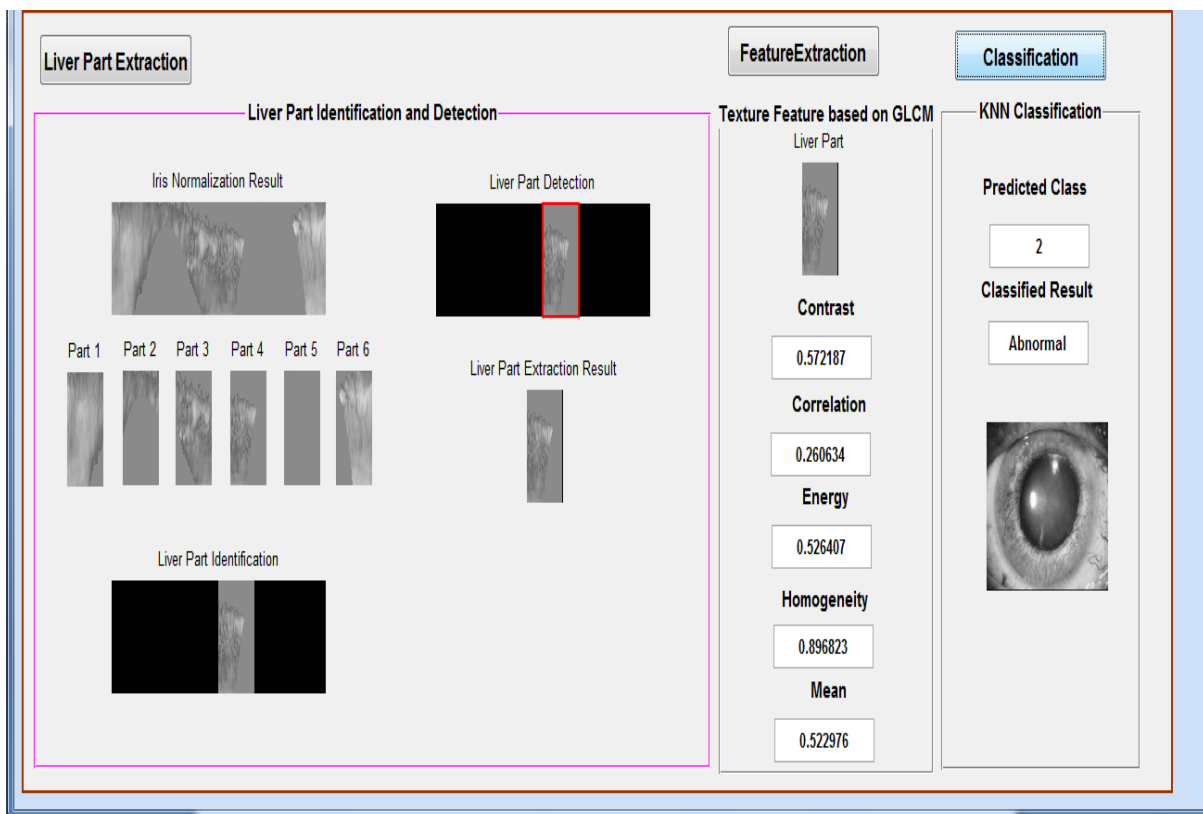 Liver Part Extraction
FeatureExtraction
Classification
Liver Part Identification and Detection
Iris Normalization Result
Liver Part Detection
Part 1
Part 2
Part 3
Part 4
Part 5
Part 6
Liver Part Extraction Result
Liver Part Identification
Texture Feature based on GLCM
Liver Part
Contrast
0.572187
Correlation
0.260634
Energy
0.526407
Homogeneity
0.896823
Mean
0.522976
KNN Classification
Predicted Class
2
Classified Result
Abnormal